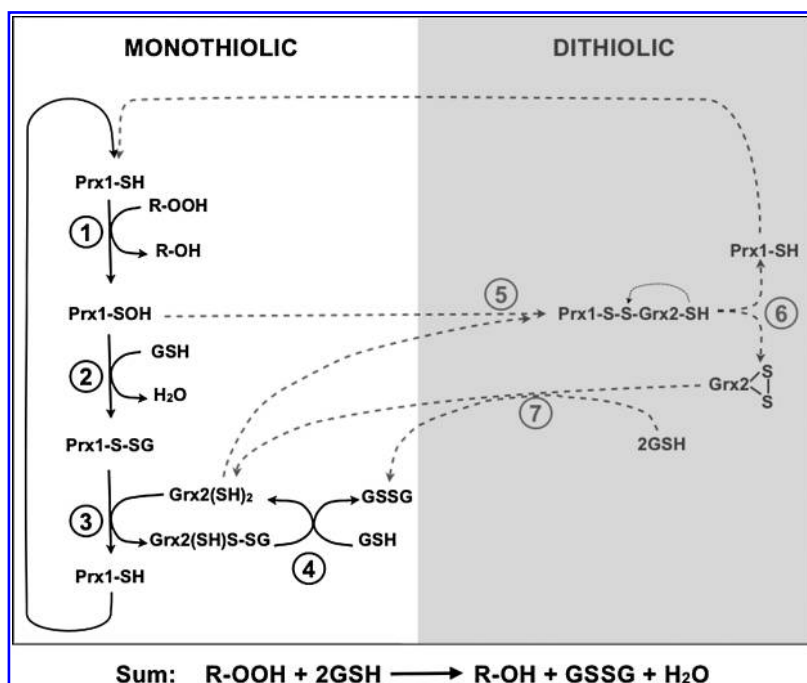 MONOTHIOLIC
DITHIOLIC
Prx1-SH
R-OOH
1
R-OH
Prx1-SH
Prx1-SOH
5
Prx1-S-S-Grx2-SH
6
GSH
2
H₂O
Grx2
S
S
7
Prx1-S-SG
2GSH
Grx2(SH)₂
GSSG
3
Grx2(SH)S-SG
GSH
4
Prx1-SH
Sum: R-OOH + 2GSH ⟶ R-OH + GSSG + H₂O